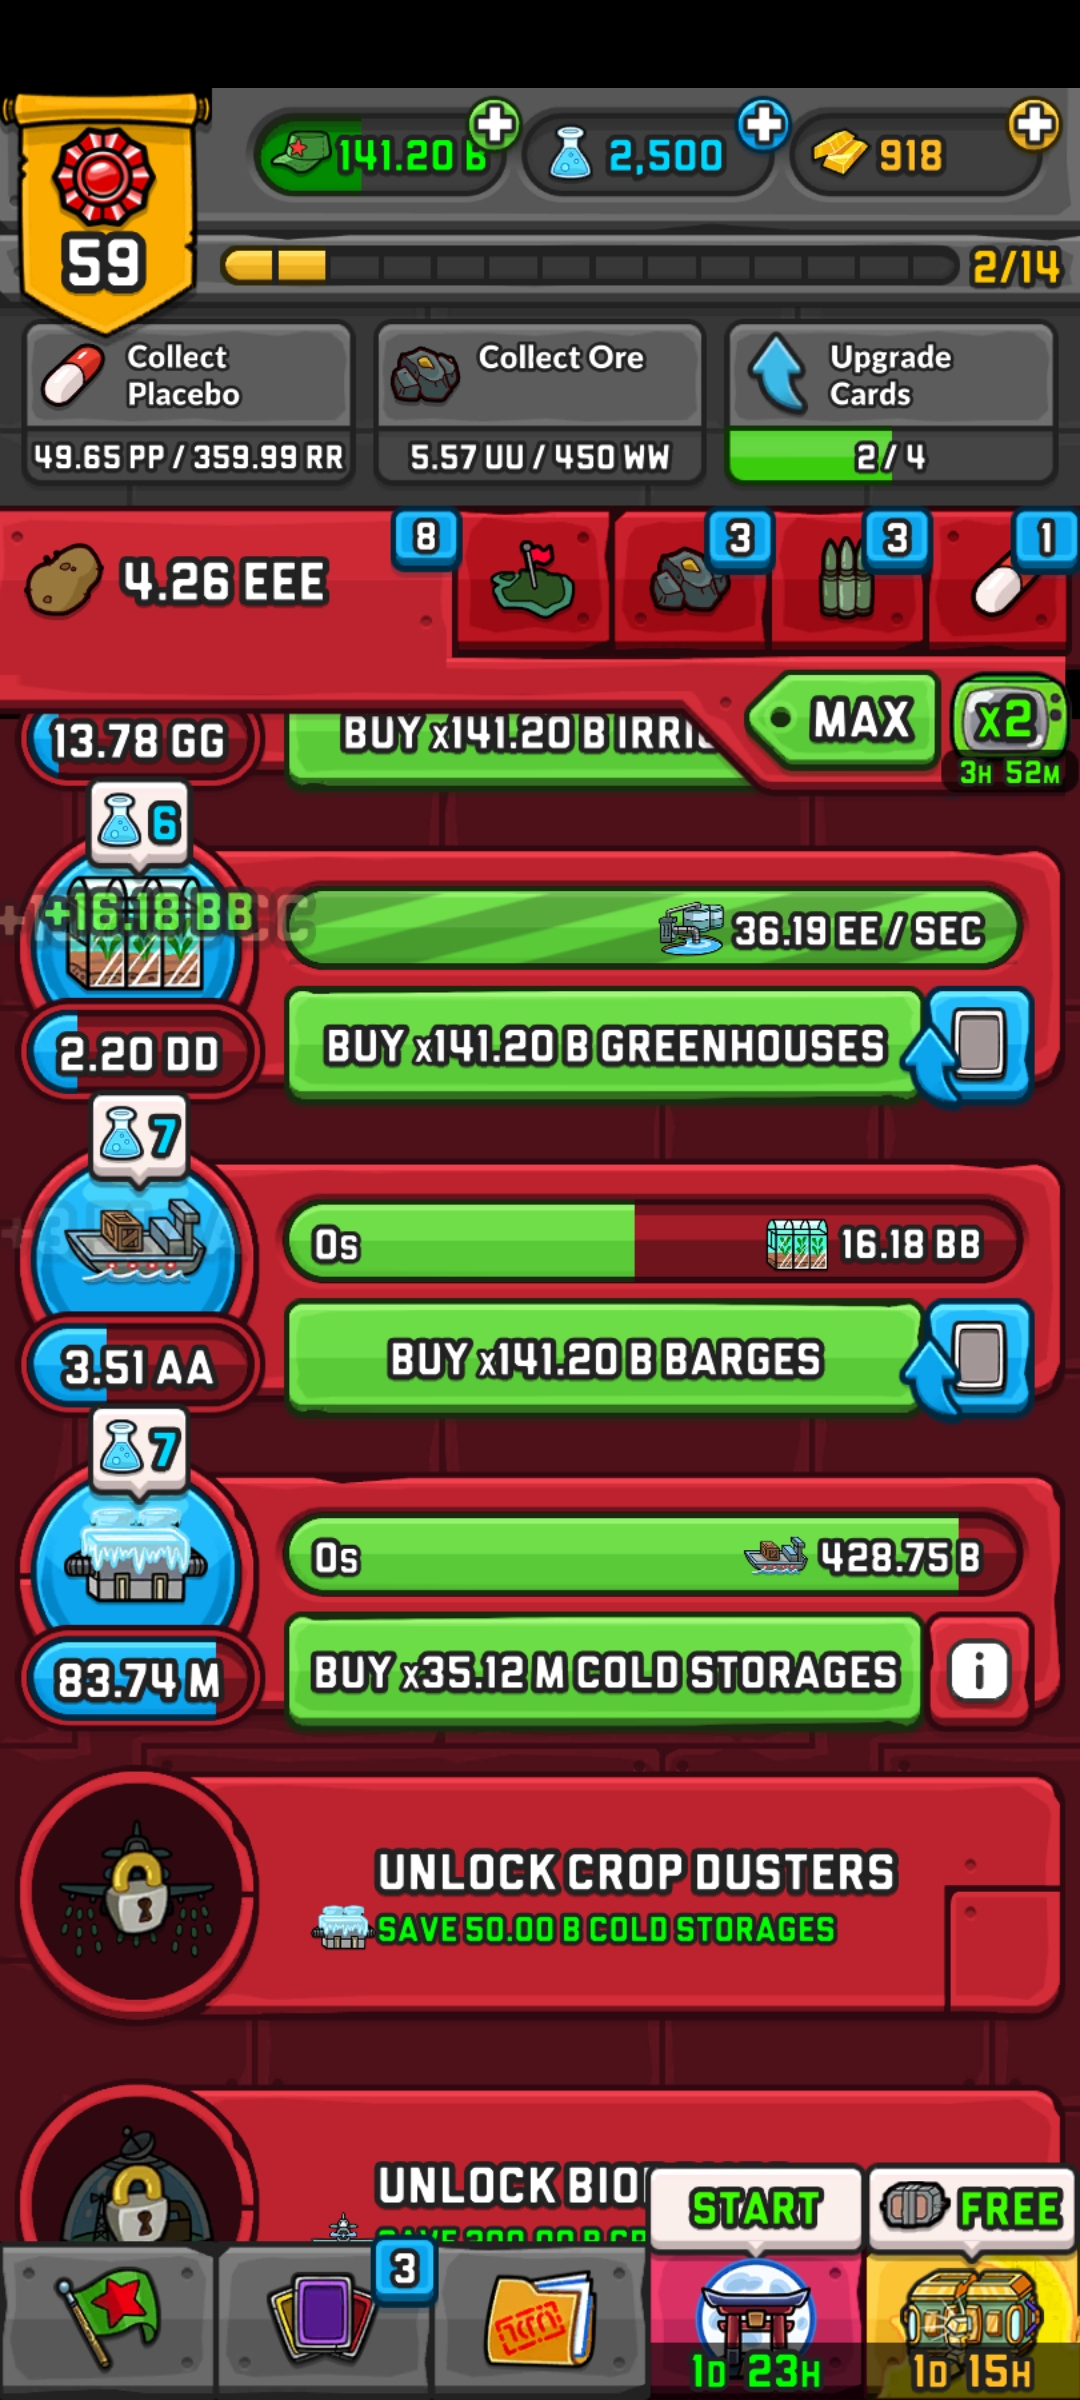 59
141.20 B
2,500
918
2/14
Collect Placebo
49.65 PP / 359.99 RR
Collect Ore
5.57 UU / 450 WW
Upgrade Cards
2 / 4
4.26 EEE
8
3
3
1
MAX
x2
3H 52M
13.78 GG
BUY x141.20 B
6
+16.18 BB
36.19 EE / SEC
2.20 DD
BUY x141.20 B GREENHOUSES
7
0s
16.18 BB
3.51 AA
BUY x141.20 B BARGES
7
0s
428.75 B
83.74 M
BUY x35.12 M COLD STORAGES
i
UNLOCK CROP DUSTERS
SAVE 50.00 B COLD STORAGES
UNLOCK
START
FREE
3
1D 23H
1D 15H